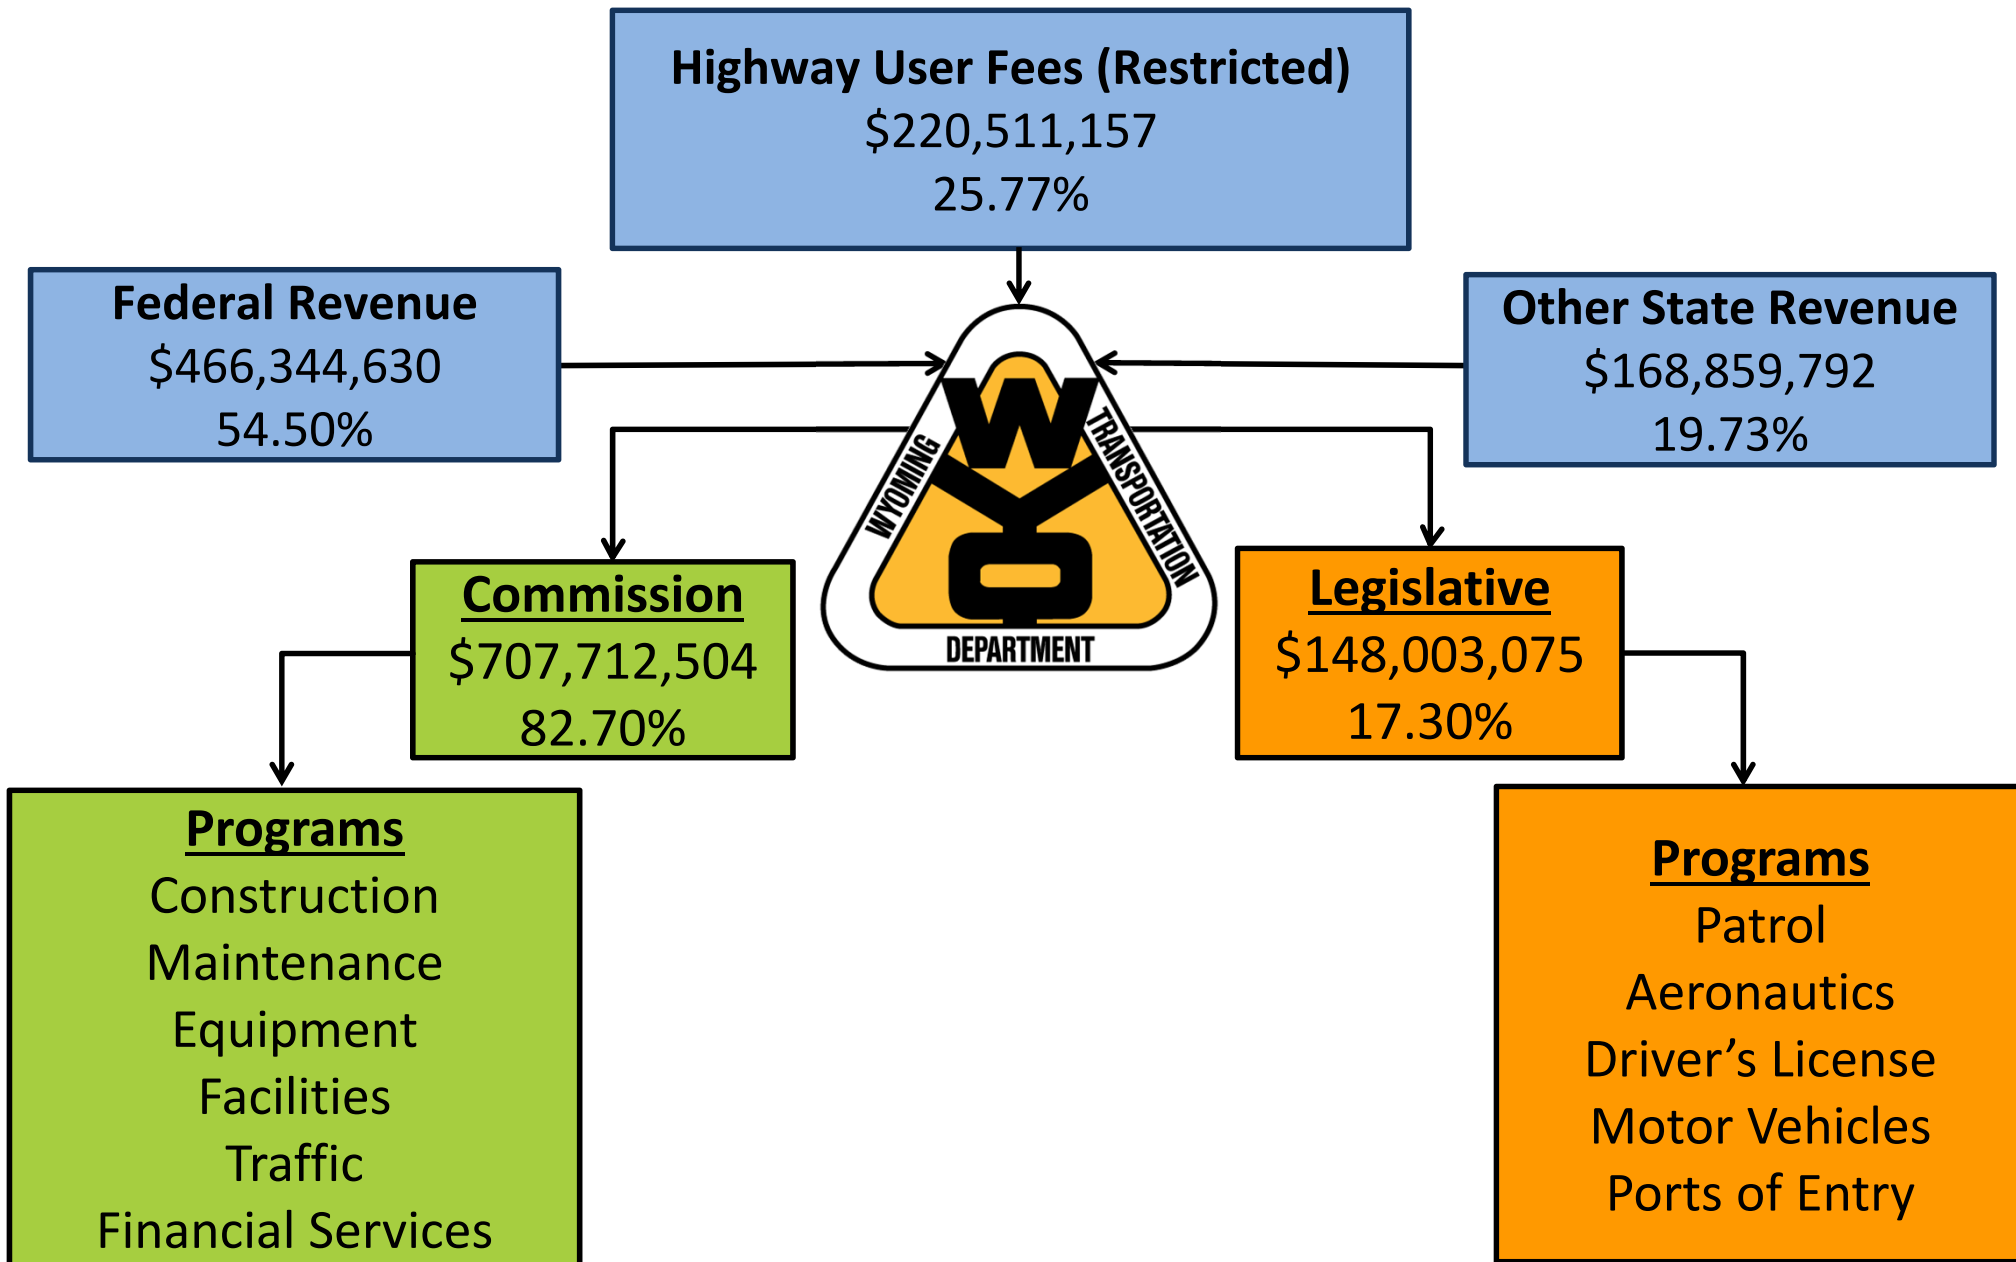 Highway User Fees (Restricted)
$220,511,157
25.77%
Federal Revenue
$466,344,630
54.50%
Other State Revenue
$168,859,792
19.73%
WYO
WYOMING
TRANSPORTATION
DEPARTMENT
Commission
$707,712,504
82.70%
Legislative
$148,003,075
17.30%
Programs
Construction
Maintenance
Equipment
Facilities
Traffic
Financial Services
Programs
Patrol
Aeronautics
Driver’s License
Motor Vehicles
Ports of Entry